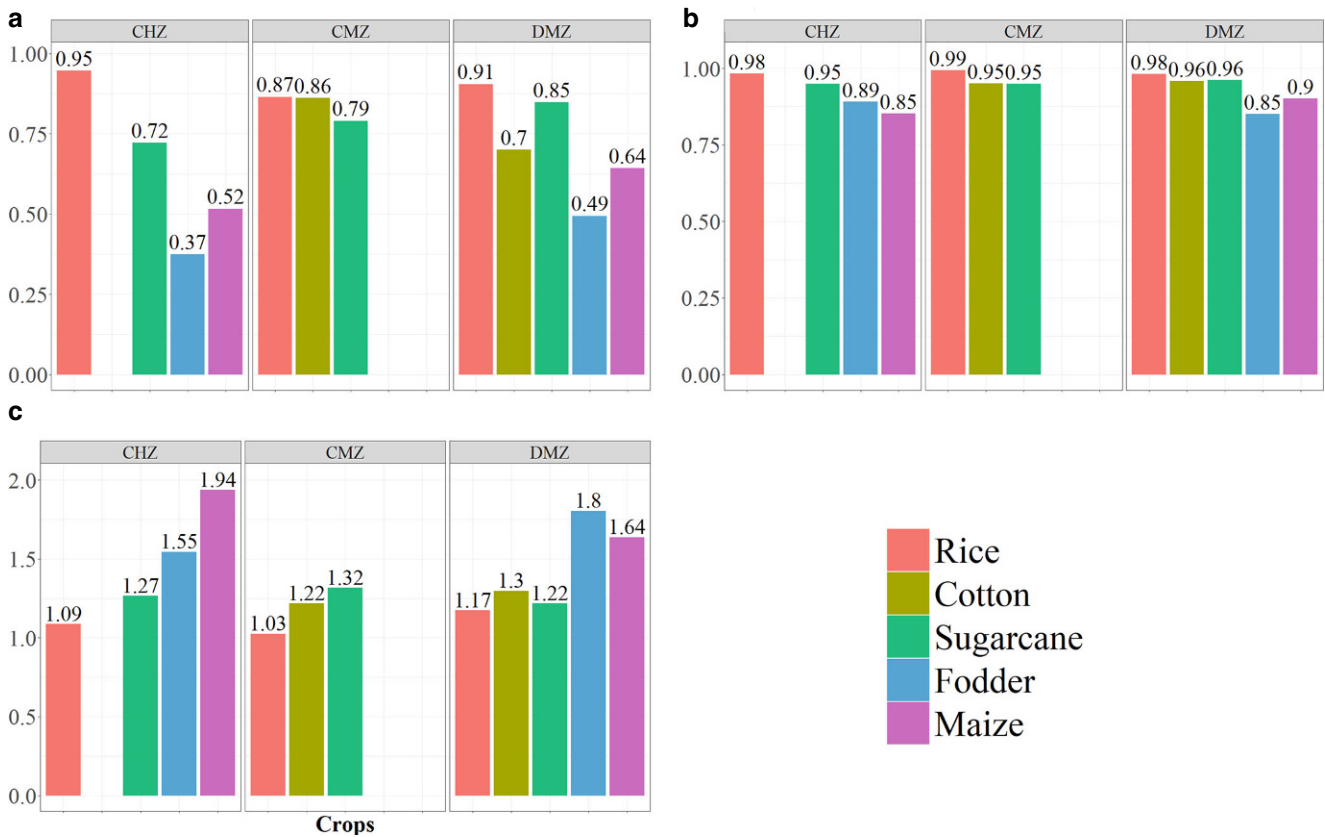 a
CHZ CMZ DMZ
1.00
0.75
0.50
0.25
0.00
0.95 0.72 0.37 0.52
0.87 0.86 0.79
0.91 0.7 0.85 0.49 0.64
b
CHZ CMZ DMZ
1.00
0.75
0.50
0.25
0.00
0.98 0.95 0.89 0.85
0.99 0.95 0.95
0.98 0.96 0.96 0.85 0.9
c
CHZ CMZ DMZ
2.0
1.5
1.0
0.5
0.0
1.09 1.27 1.55 1.94
1.03 1.22 1.32
1.17 1.3 1.22 1.8 1.64
Crops
Rice
Cotton
Sugarcane
Fodder
Maize